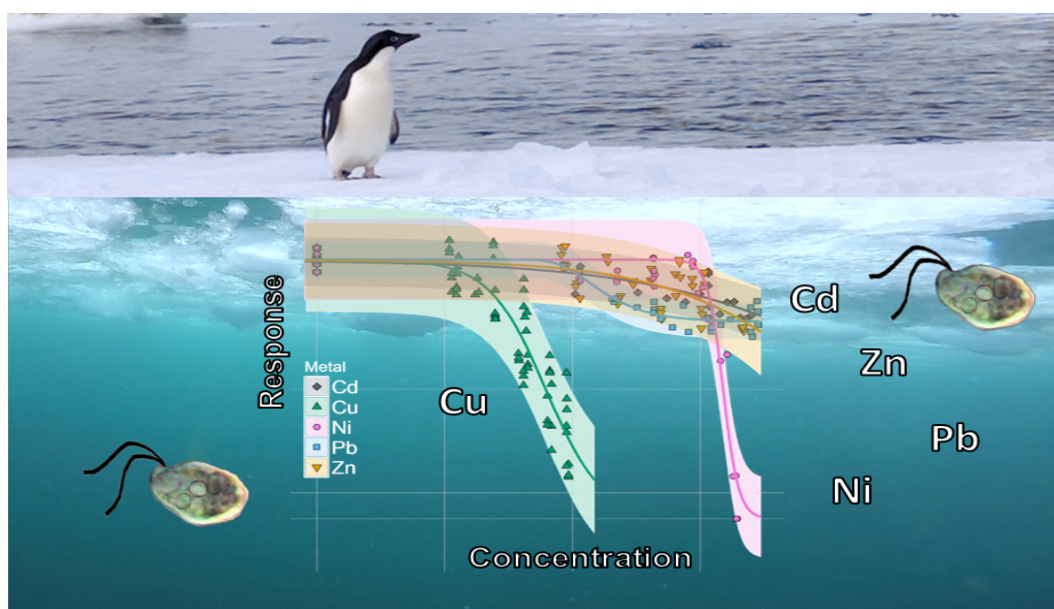 Response
Metal
Cd
Cu
Ni
Pb
Zn
Cu
Cd
Zn
Pb
Ni
Concentration